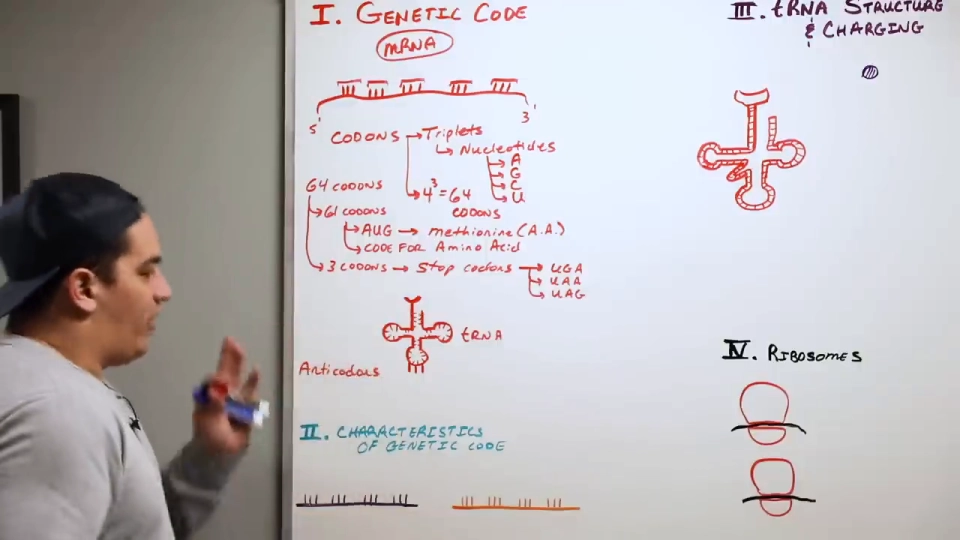 I. GENETIC CODE
mRNA
5' 3'
CODONS → Triplets
↳ Nucleotides
A
G
C
U
4³ = 64
CODONS
64 CODONS
61 CODONS
AUG → methionine (A.A.)
CODE FOR Amino Acid
3 CODONS → Stop codons → UGA
UAA
UAG
tRNA
Anticodons
II. CHARACTERISTICS
OF GENETIC CODE
III. tRNA STRUCTURE
& CHARGING
IV. RIBOSOMES